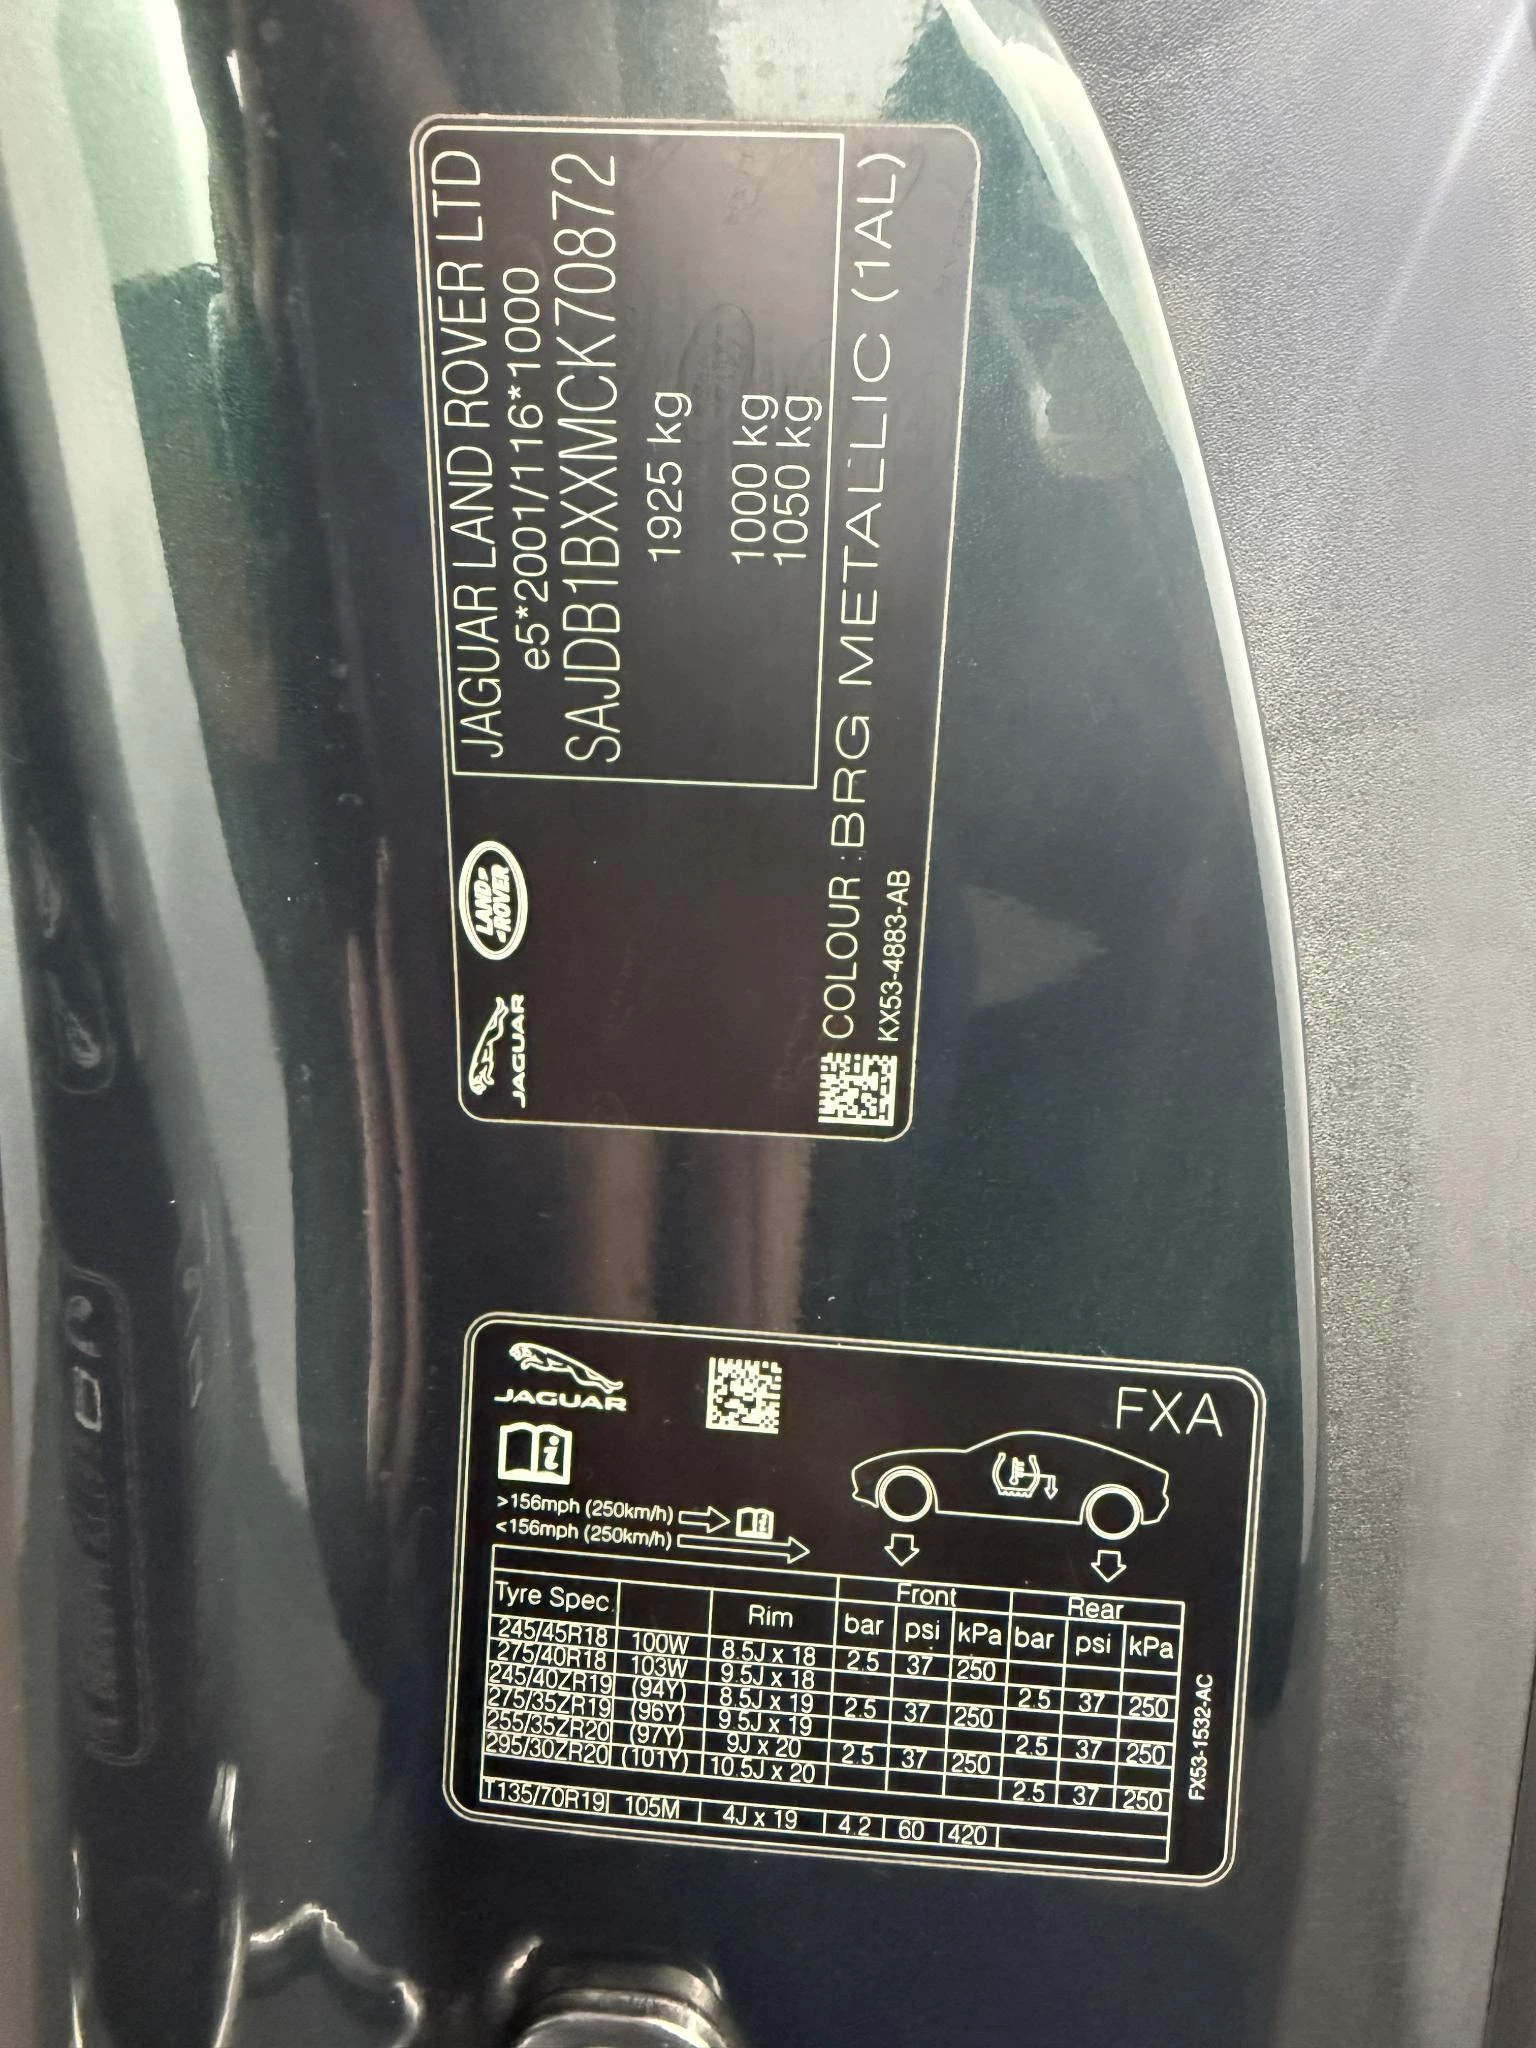 JAGUAR
LAND
ROVER
JAGUAR LAND ROVER LTD
e5*2001/116*1000
SAJDB1BXXMCK70872
1925 kg
1000 kg
1050 kg
COLOUR :BRG METALLIC (1AL)
KX53-4883-AB
JAGUAR
FXA
>156mph (250km/h)
<156mph (250km/h)
Front Rear
Tyre Spec. Rim bar psi kPa bar psi kPa
245/45R18 100W 8.5J x 18 2.5 37 250
275/40R18 103W 9.5J x 18 2.5 37 250
245/40ZR19 (94Y) 8.5J x 19 2.5 37 250
275/35ZR19 (96Y) 9.5J x 19 2.5 37 250
255/35ZR20 (97Y) 9J x 20 2.5 37 250
295/30ZR20 (101Y) 10.5J x 20 2.5 37 250
T135/70R19 105M 4J x 19 4.2 60 420
FX53-1532-AC